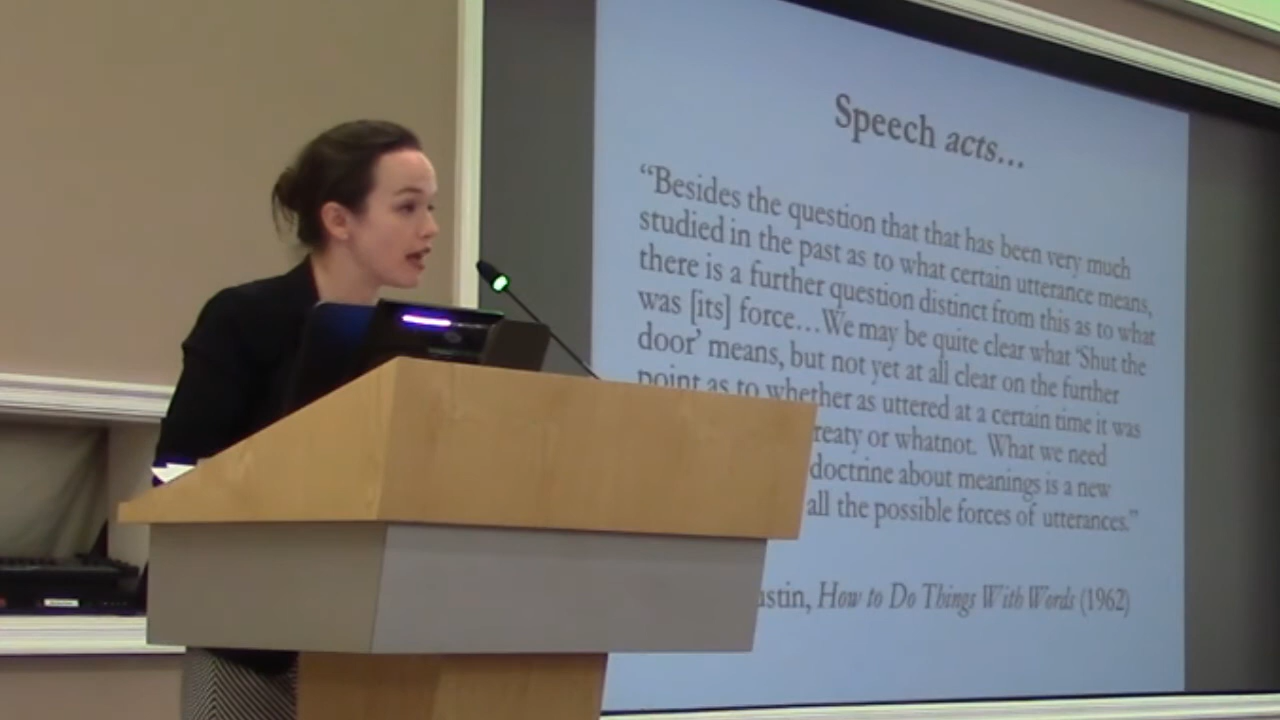 Speech acts...
“Besides the question that that has been very much
studied in the past as to what certain utterance means,
there is a further question distinct from this as to what
was [its] force...We may be quite clear what ‘Shut the
door’ means, but not yet at all clear on the further
point as to whether as uttered at a certain time it was
reaty or whatnot. What we need
doctrine about meanings is a new
all the possible forces of utterances.”
ustin, How to Do Things With Words (1962)